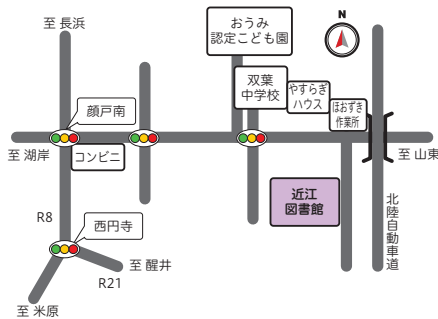 至 長浜
おうみ
認定こども園
N
双葉
中学校
やすらぎ
ハウス
ほおずき
作業所
顔戸南
至 湖岸
コンビニ
至 山東
近江
図書館
北陸自動車道
R8
西円寺
至 醒井
R21
至 米原